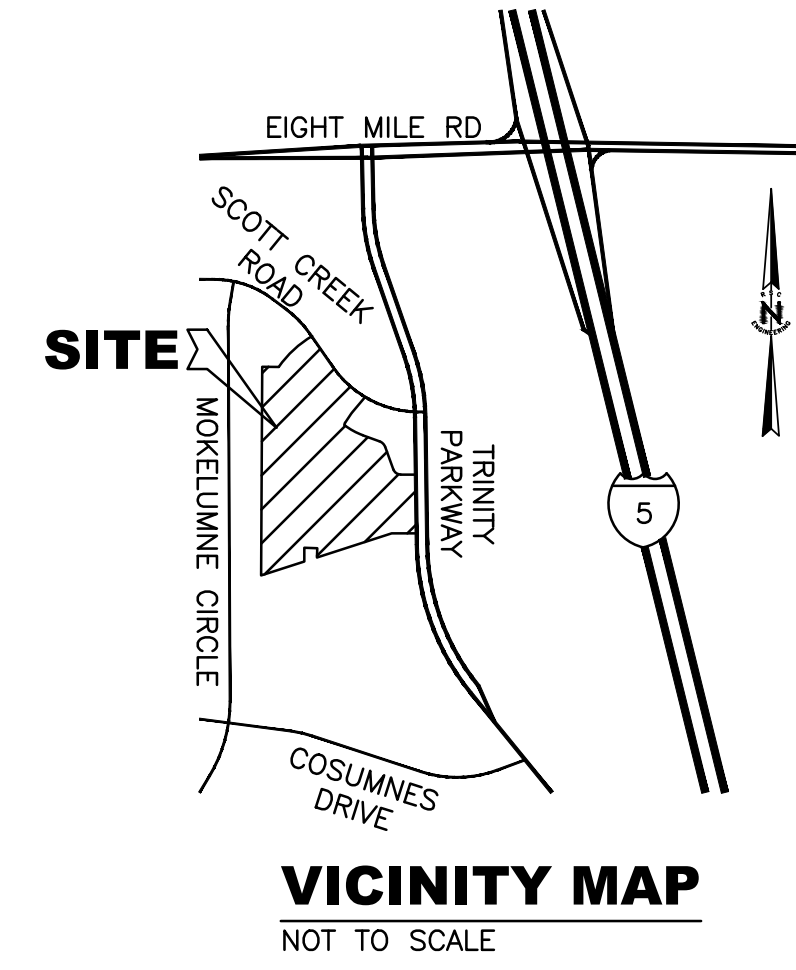 EIGHT MILE RD
SCOTT CREEK
ROAD
R S C
N
ENGINEERING
SITE
MOKELUMNE CIRCLE
TRINITY
PARKWAY
5
COSUMNES
DRIVE
VICINITY MAP
NOT TO SCALE